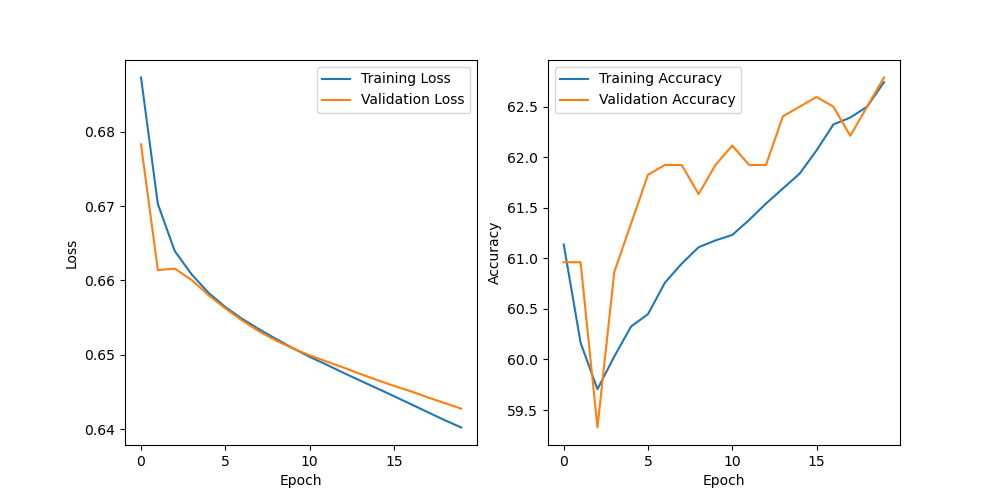 Training Loss
Validation Loss
0.68
0.67
0.66
0.65
0.64
Loss
0
5
10
15
Epoch
Training Accuracy
Validation Accuracy
62.5
62.0
61.5
61.0
60.5
60.0
59.5
Accuracy
0
5
10
15
Epoch